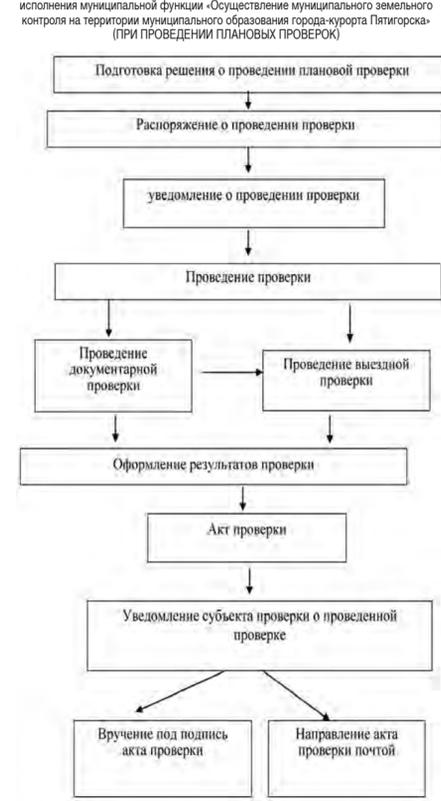 исполнения муниципальной функции «Осуществление муниципального земельного
контроля на территории муниципального образования города-курорта Пятигорска»
(ПРИ ПРОВЕДЕНИИ ПЛАНОВЫХ ПРОВЕРОК)
Подготовка решения о проведении плановой проверки
Распоряжение о проведении проверки
уведомление о проведении проверки
Проведение проверки
Проведение
документарной
проверки
Проведение выездной
проверки
Оформление результатов проверки
Акт проверки
Уведомление субъекта проверки о проведенной
проверке
Вручение под подпись
акта проверки
Направление акта
проверки почтой